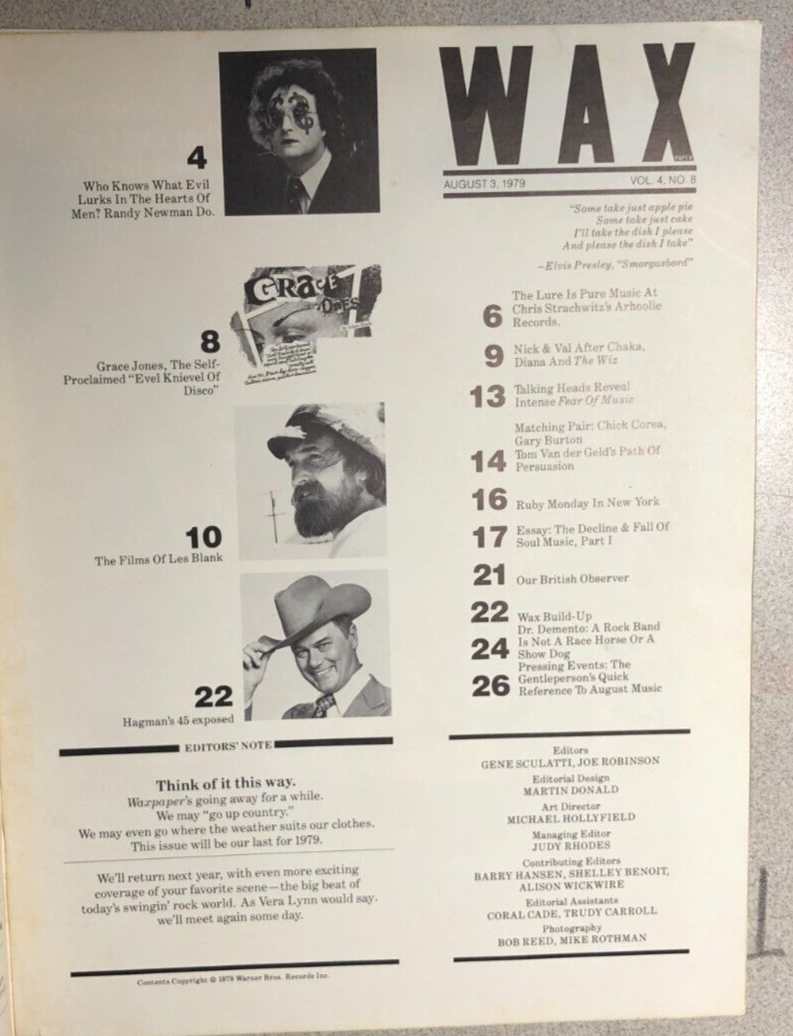 4
Who Knows What Evil
Lurks In The Hearts Of
Men? Randy Newman Do.
GRACE
JONES
8
Grace Jones, The Self-
Proclaimed "Evel Knievel Of
Disco"
10
The Films Of Les Blank
22
Hagman's 45 exposed
EDITORS' NOTE
Think of it this way.
Waxpaper's going away for a while.
We may "go up country."
We may even go where the weather suits our clothes.
This issue will be our last for 1979.
We'll return next year, with even more exciting
coverage of your favorite scene—the big beat of
today's swingin' rock world. As Vera Lynn would say,
we'll meet again some day.
Contents Copyright © 1979 Warner Bros. Records Inc.
WAX
PAPER
AUGUST 3, 1979 VOL. 4, NO. 8
"Some take just apple pie
Some take just cake
I'll take the dish I please
And please the dish I take"
—Elvis Presley, "Smorgasbord"
6 The Lure Is Pure Music At
Chris Strachwitz's Arhoolie
Records.
9 Nick & Val After Chaka,
Diana And The Wiz
13 Talking Heads Reveal
Intense Fear Of Music
Matching Pair: Chick Corea,
Gary Burton
14 Tom Van der Geld's Path Of
Persuasion
16 Ruby Monday In New York
17 Essay: The Decline & Fall Of
Soul Music, Part I
21 Our British Observer
22 Wax Build-Up
Dr. Demento: A Rock Band
24 Is Not A Race Horse Or A
Show Dog
Pressing Events: The
26 Gentleperson's Quick
Reference To August Music
Editors
GENE SCULATTI, JOE ROBINSON
Editorial Design
MARTIN DONALD
Art Director
MICHAEL HOLLYFIELD
Managing Editor
JUDY RHODES
Contributing Editors
BARRY HANSEN, SHELLEY BENOIT,
ALISON WICKWIRE
Editorial Assistants
CORAL CADE, TRUDY CARROLL
Photography
BOB REED, MIKE ROTHMAN